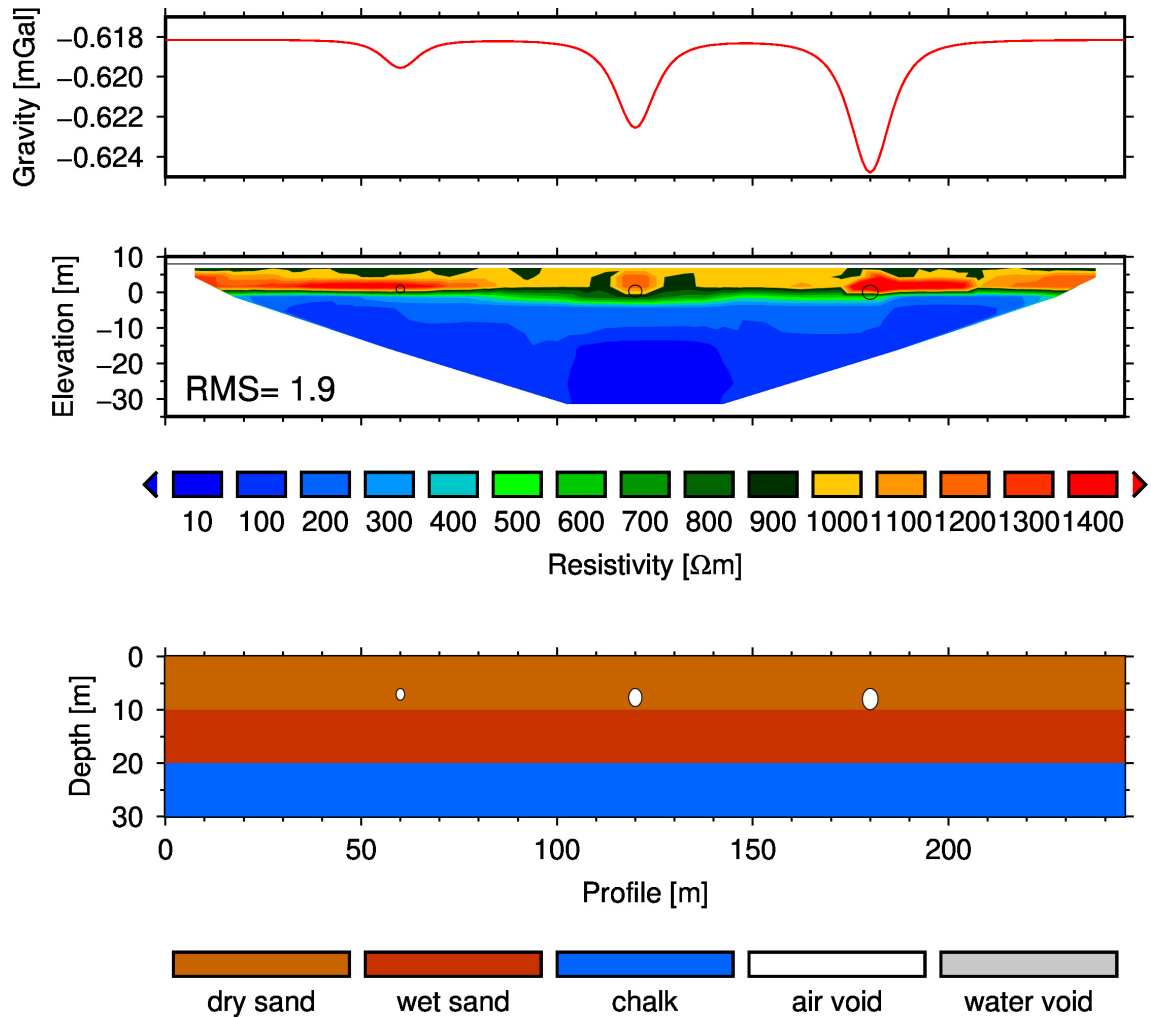 Gravity [mGal]
−0.618
−0.620
−0.622
−0.624
Elevation [m]
10
0
−10
−20
−30
RMS= 1.9
10 100 200 300 400 500 600 700 800 900 1000 1100 1200 1300 1400
Resistivity [Ωm]
Depth [m]
0
10
20
30
0 50 100 150 200
Profile [m]
dry sand wet sand chalk air void water void